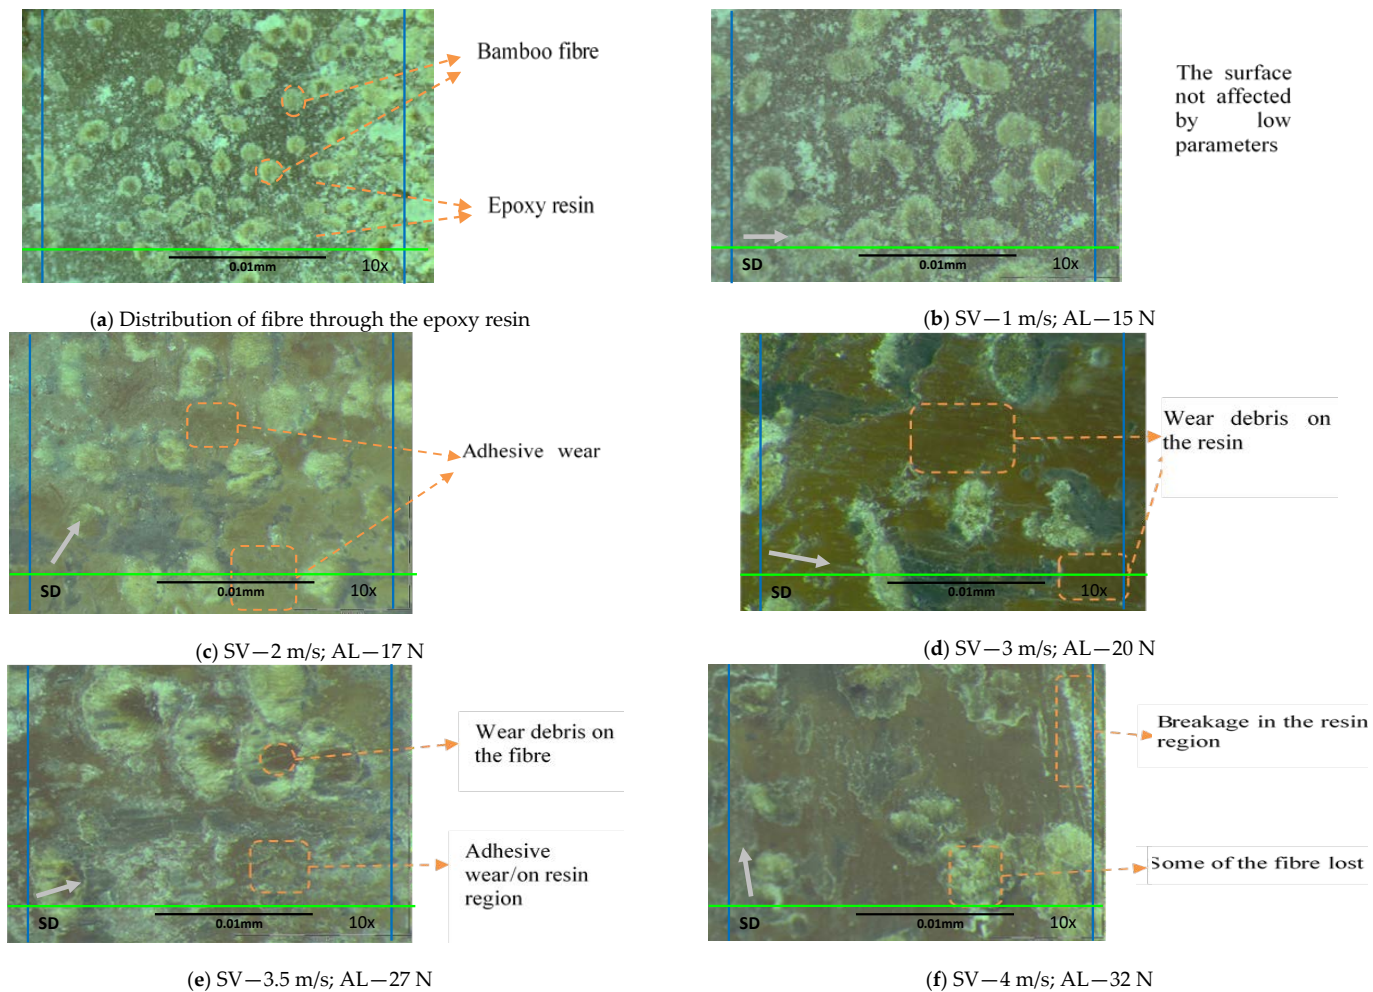 Bamboo fibre
Epoxy resin
0.01mm
10x
(a) Distribution of fibre through the epoxy resin
The surface
not affected
by low
parameters
SD
0.01mm
10x
(b) SV—1 m/s; AL—15 N
Adhesive wear
SD
0.01mm
10x
(c) SV—2 m/s; AL—17 N
Wear debris on
the resin
SD
0.01mm
10x
(d) SV—3 m/s; AL—20 N
Wear debris on
the fibre
Adhesive
wear/on resin
region
SD
0.01mm
10x
(e) SV—3.5 m/s; AL—27 N
Breakage in the resin
region
Some of the fibre lost
SD
0.01mm
10x
(f) SV—4 m/s; AL—32 N